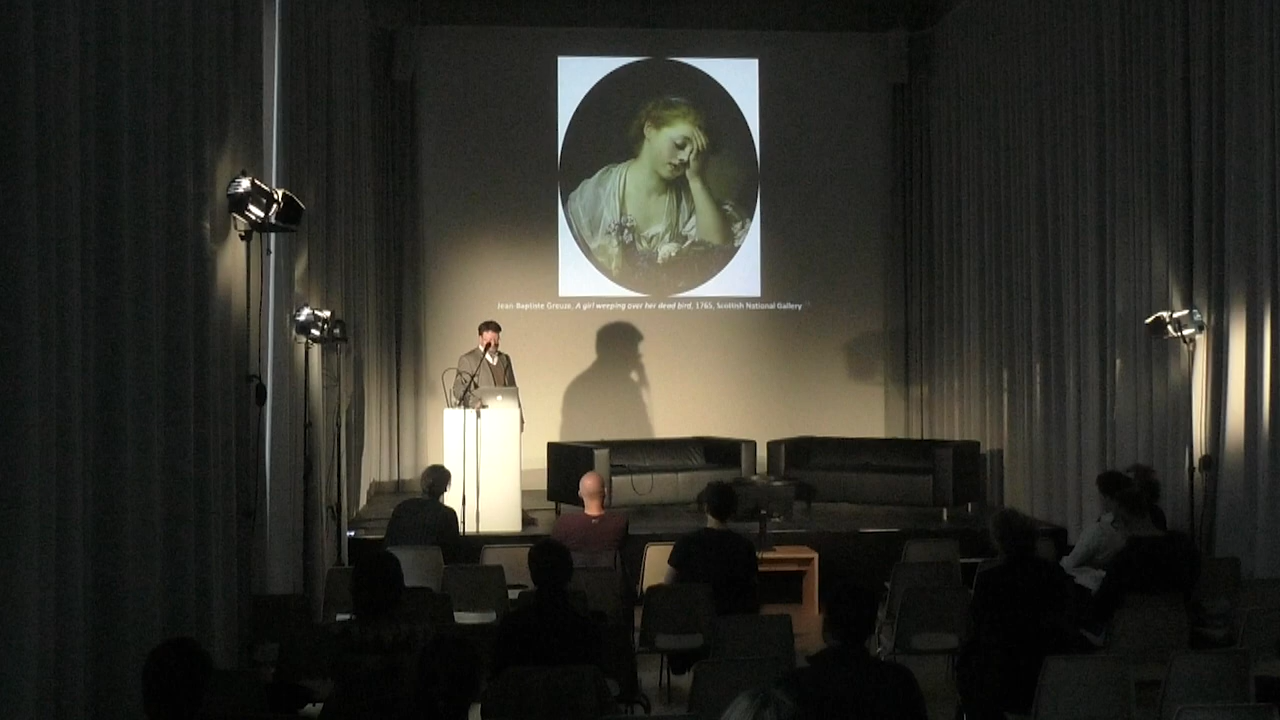 Jean-Baptiste Greuze, A girl weeping over her dead bird, 1765, Scottish National Gallery